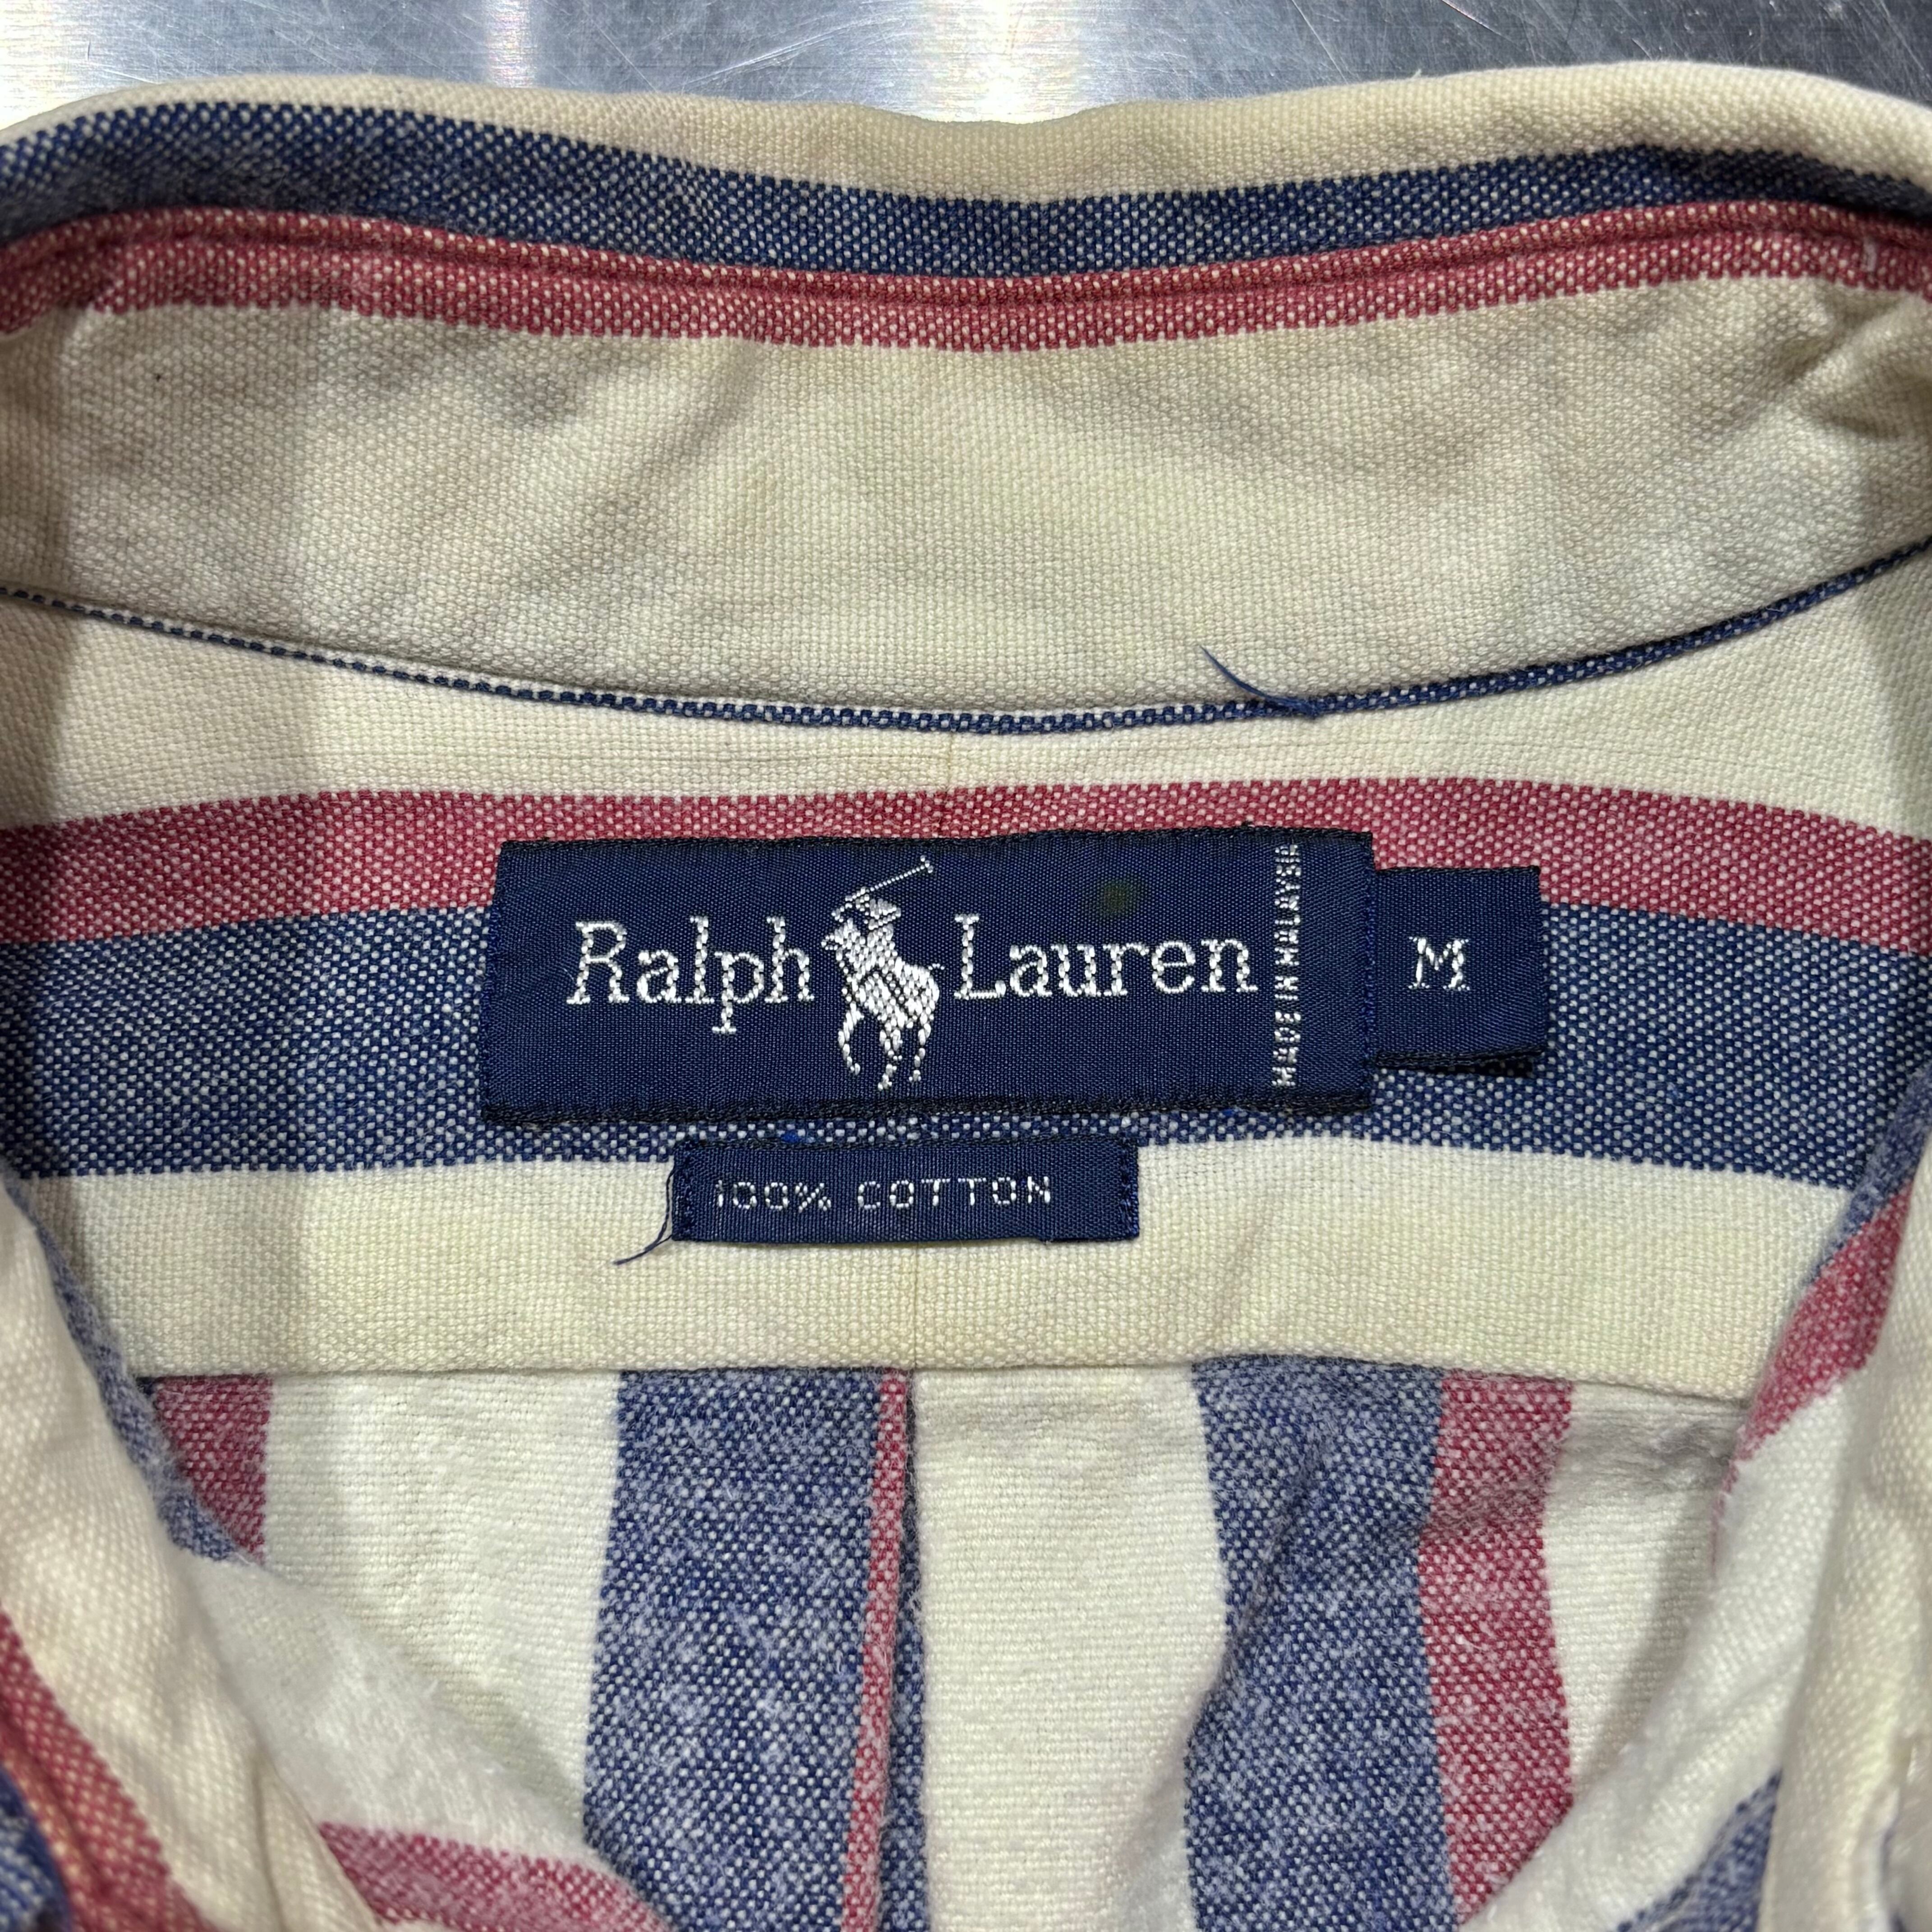 Ralph Lauren
MADE IN MALAYSIA
M
100% COTTON